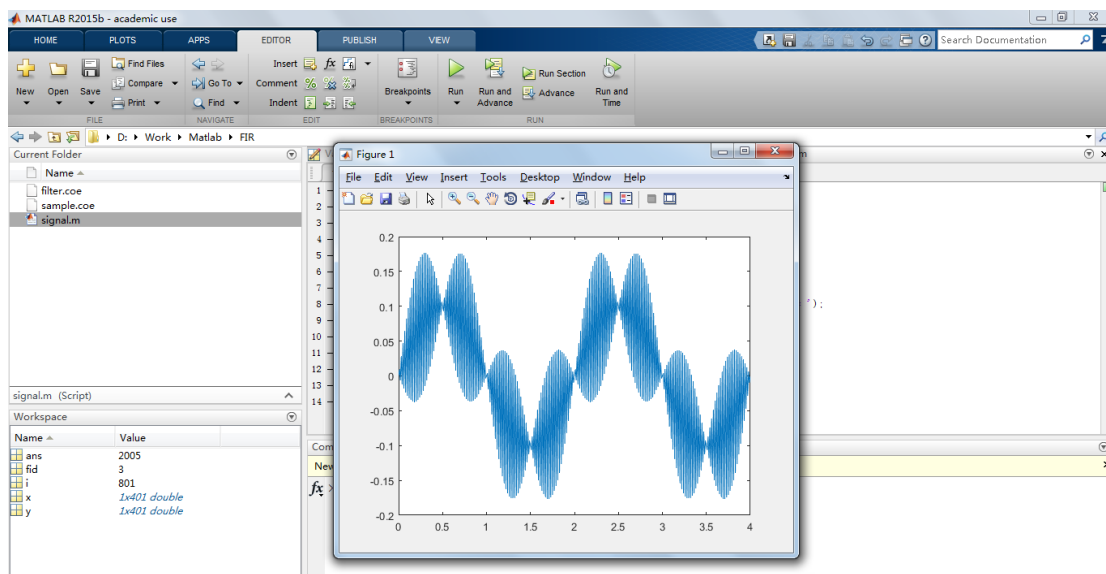 MATLAB R2015b - academic use
HOME PLOTS APPS EDITOR PUBLISH VIEW Search Documentation
New Open Save Find Files Compare Print Go To Find Insert fx Comment Indent Breakpoints Run Run and Advance Run Section Advance Run and Time
FILE NAVIGATE EDIT BREAKPOINTS RUN
D: Work Matlab FIR
Current Folder
Name
filter.coe
sample.coe
signal.m
signal.m (Script)
Workspace
Name Value
ans 2005
fid 3
i 801
x 1x401 double
y 1x401 double
1
2
3
4
5
6
7
8 ');
9
10
11
12
13
14
Com
New
fx
Figure 1
File Edit View Insert Tools Desktop Window Help
0.2
0.15
0.1
0.05
0
-0.05
-0.1
-0.15
-0.2
0 0.5 1 1.5 2 2.5 3 3.5 4